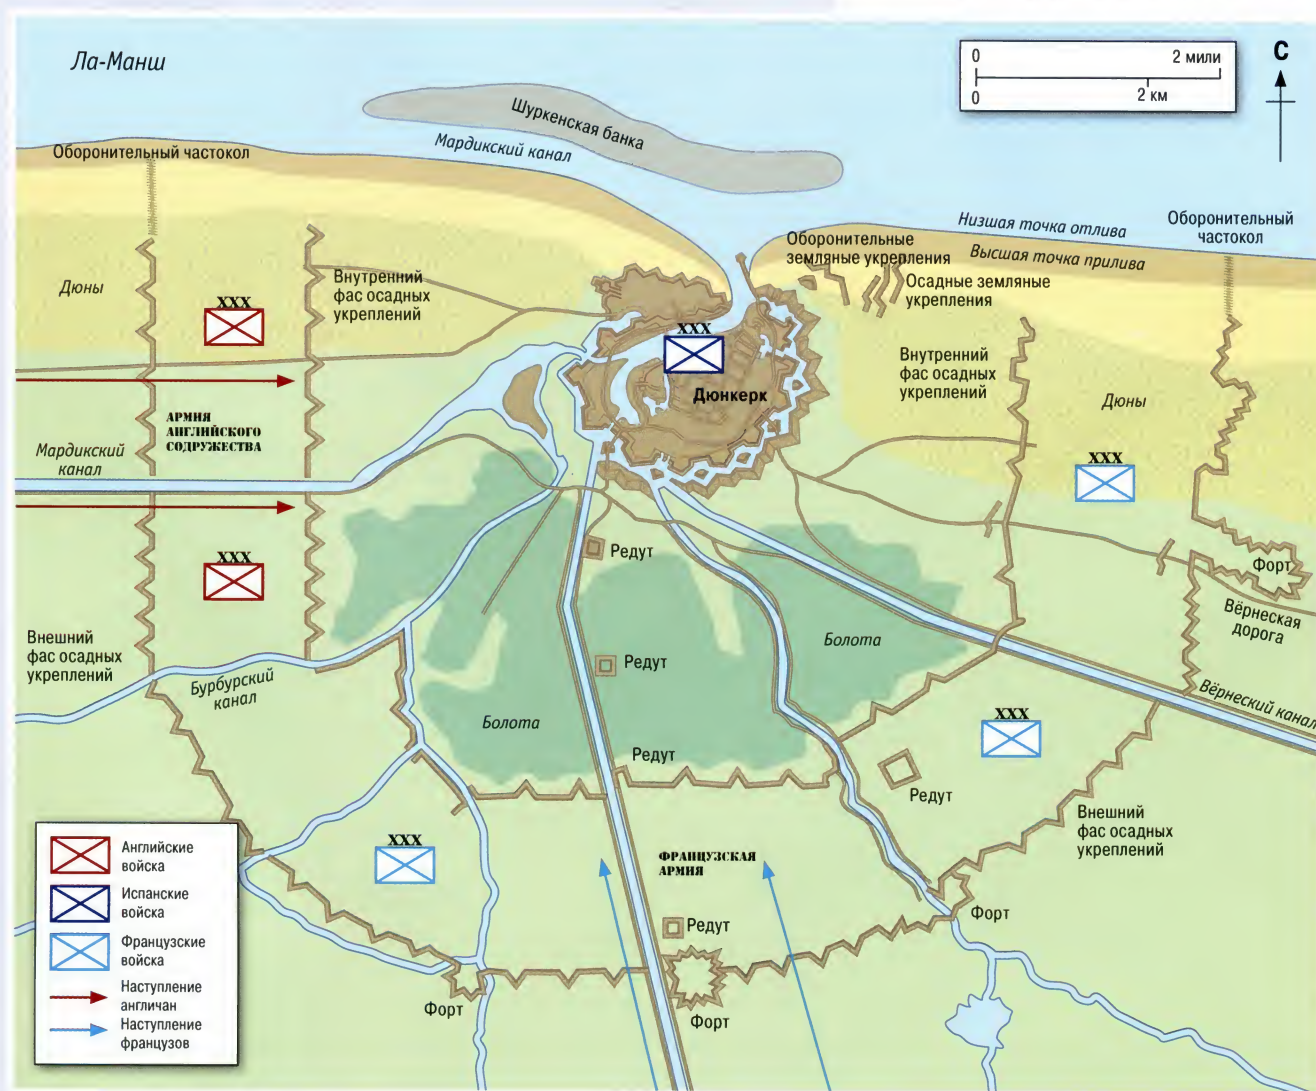 Ла-Манш
0 2 мили
0 2 км
С
Шуркенская банка
Мардикский канал
Оборонительный частокол
Низшая точка отлива
Высшая точка прилива
Оборонительный
частокол
Оборонительные
земляные укрепления
Осадные земляные
укрепления
Дюны
XXX
Внутренний
фас осадных
укреплений
XXX
Дюнкерк
Внутренний
фас осадных
укреплений
Дюны
XXX
АРМИЯ
АНГЛИЙСКОГО
СОДРУЖЕСТВА
Мардикский
канал
XXX
Редут
Форт
Вёрнеская
дорога
Внешний
фас осадных
укреплений
Бурбурский
канал
Редут
Болота
Болота
Вёрнеский канал
XXX
Редут
Редут
Внешний
фас осадных
укреплений
XXX
ФРАНЦУЗСКАЯ
АРМИЯ
Редут
Форт
Форт
Форт
Английские
войска
Испанские
войска
Французские
войска
Наступление
англичан
Наступление
французов